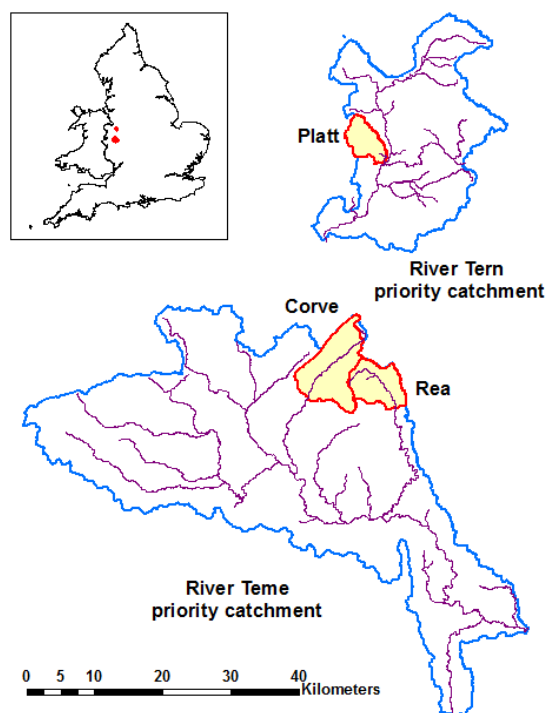 Platt
River Tern
priority catchment
Corve
Rea
River Teme
priority catchment
0 5 10 20 30 40
Kilometers